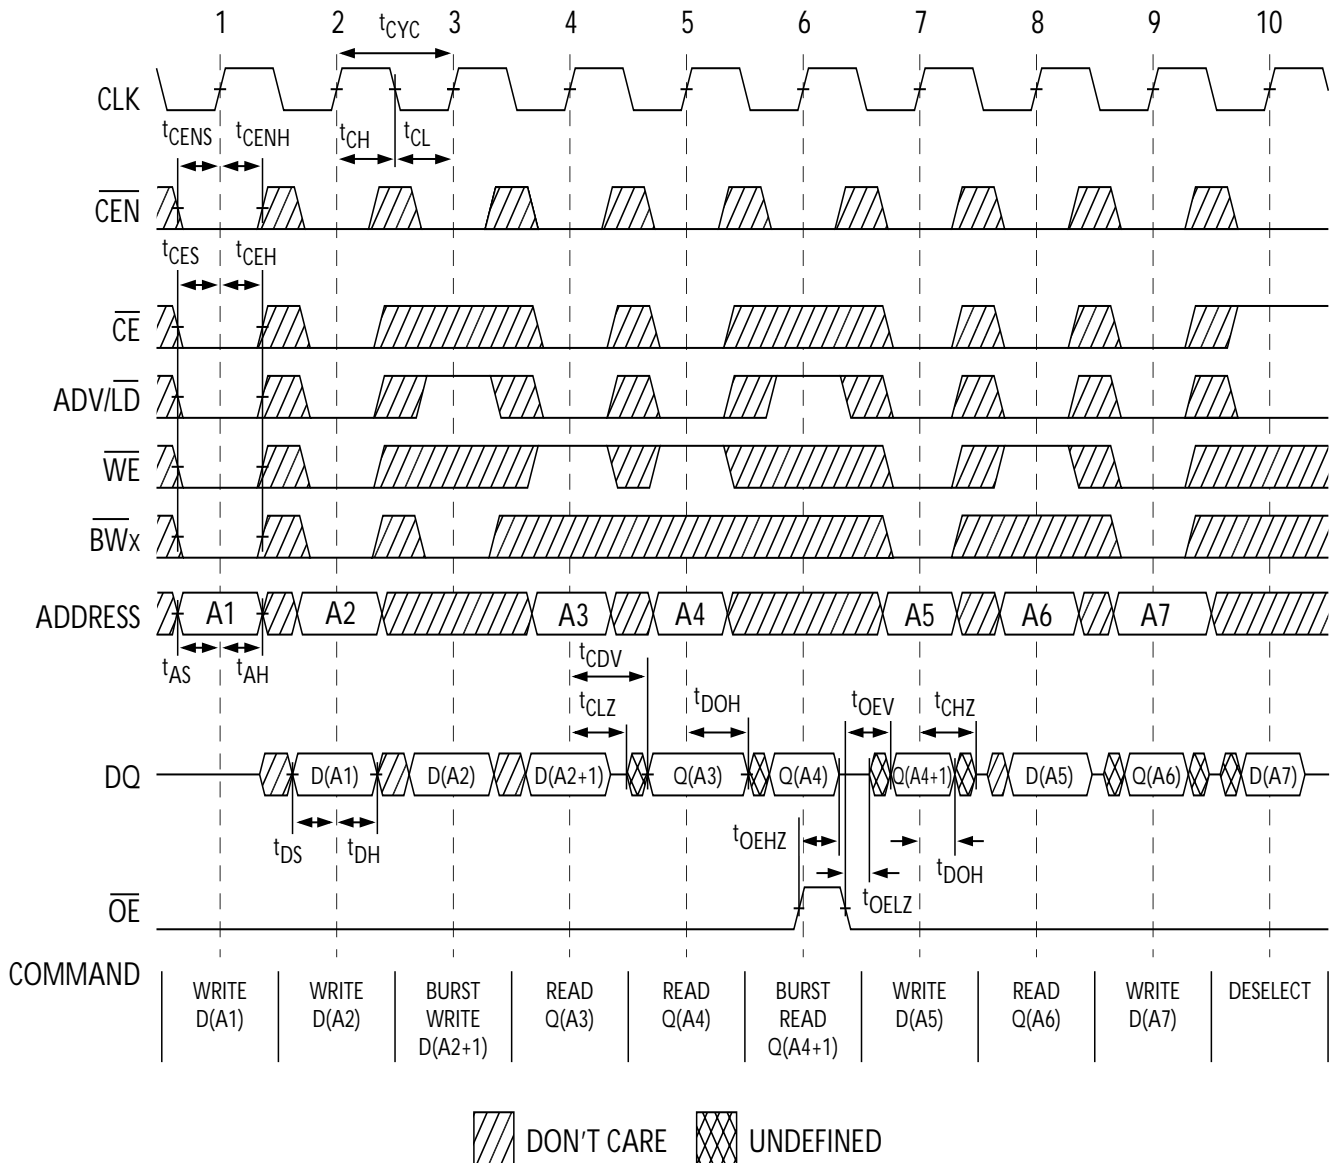 1 2 tCYC 3 4 5 6 7 8 9 10
CLK
tCENS tCENH tCH tCL
CEN
tCES tCEH
CE
ADV/LD
WE
BWx
ADDRESS A1 A2 A3 A4 A5 A6 A7
tAS tAH tCDV
tCLZ tDOH tOEV tCHZ
DQ D(A1) D(A2) D(A2+1) Q(A3) Q(A4) Q(A4+1) D(A5) Q(A6) D(A7)
tDS tDH tOEHZ tDOH
tOELZ
OE
COMMAND
WRITE WRITE BURST READ READ BURST WRITE READ WRITE DESELECT
D(A1) D(A2) WRITE Q(A3) Q(A4) READ D(A5) Q(A6) D(A7)
D(A2+1) Q(A4+1)
DON'T CARE UNDEFINED